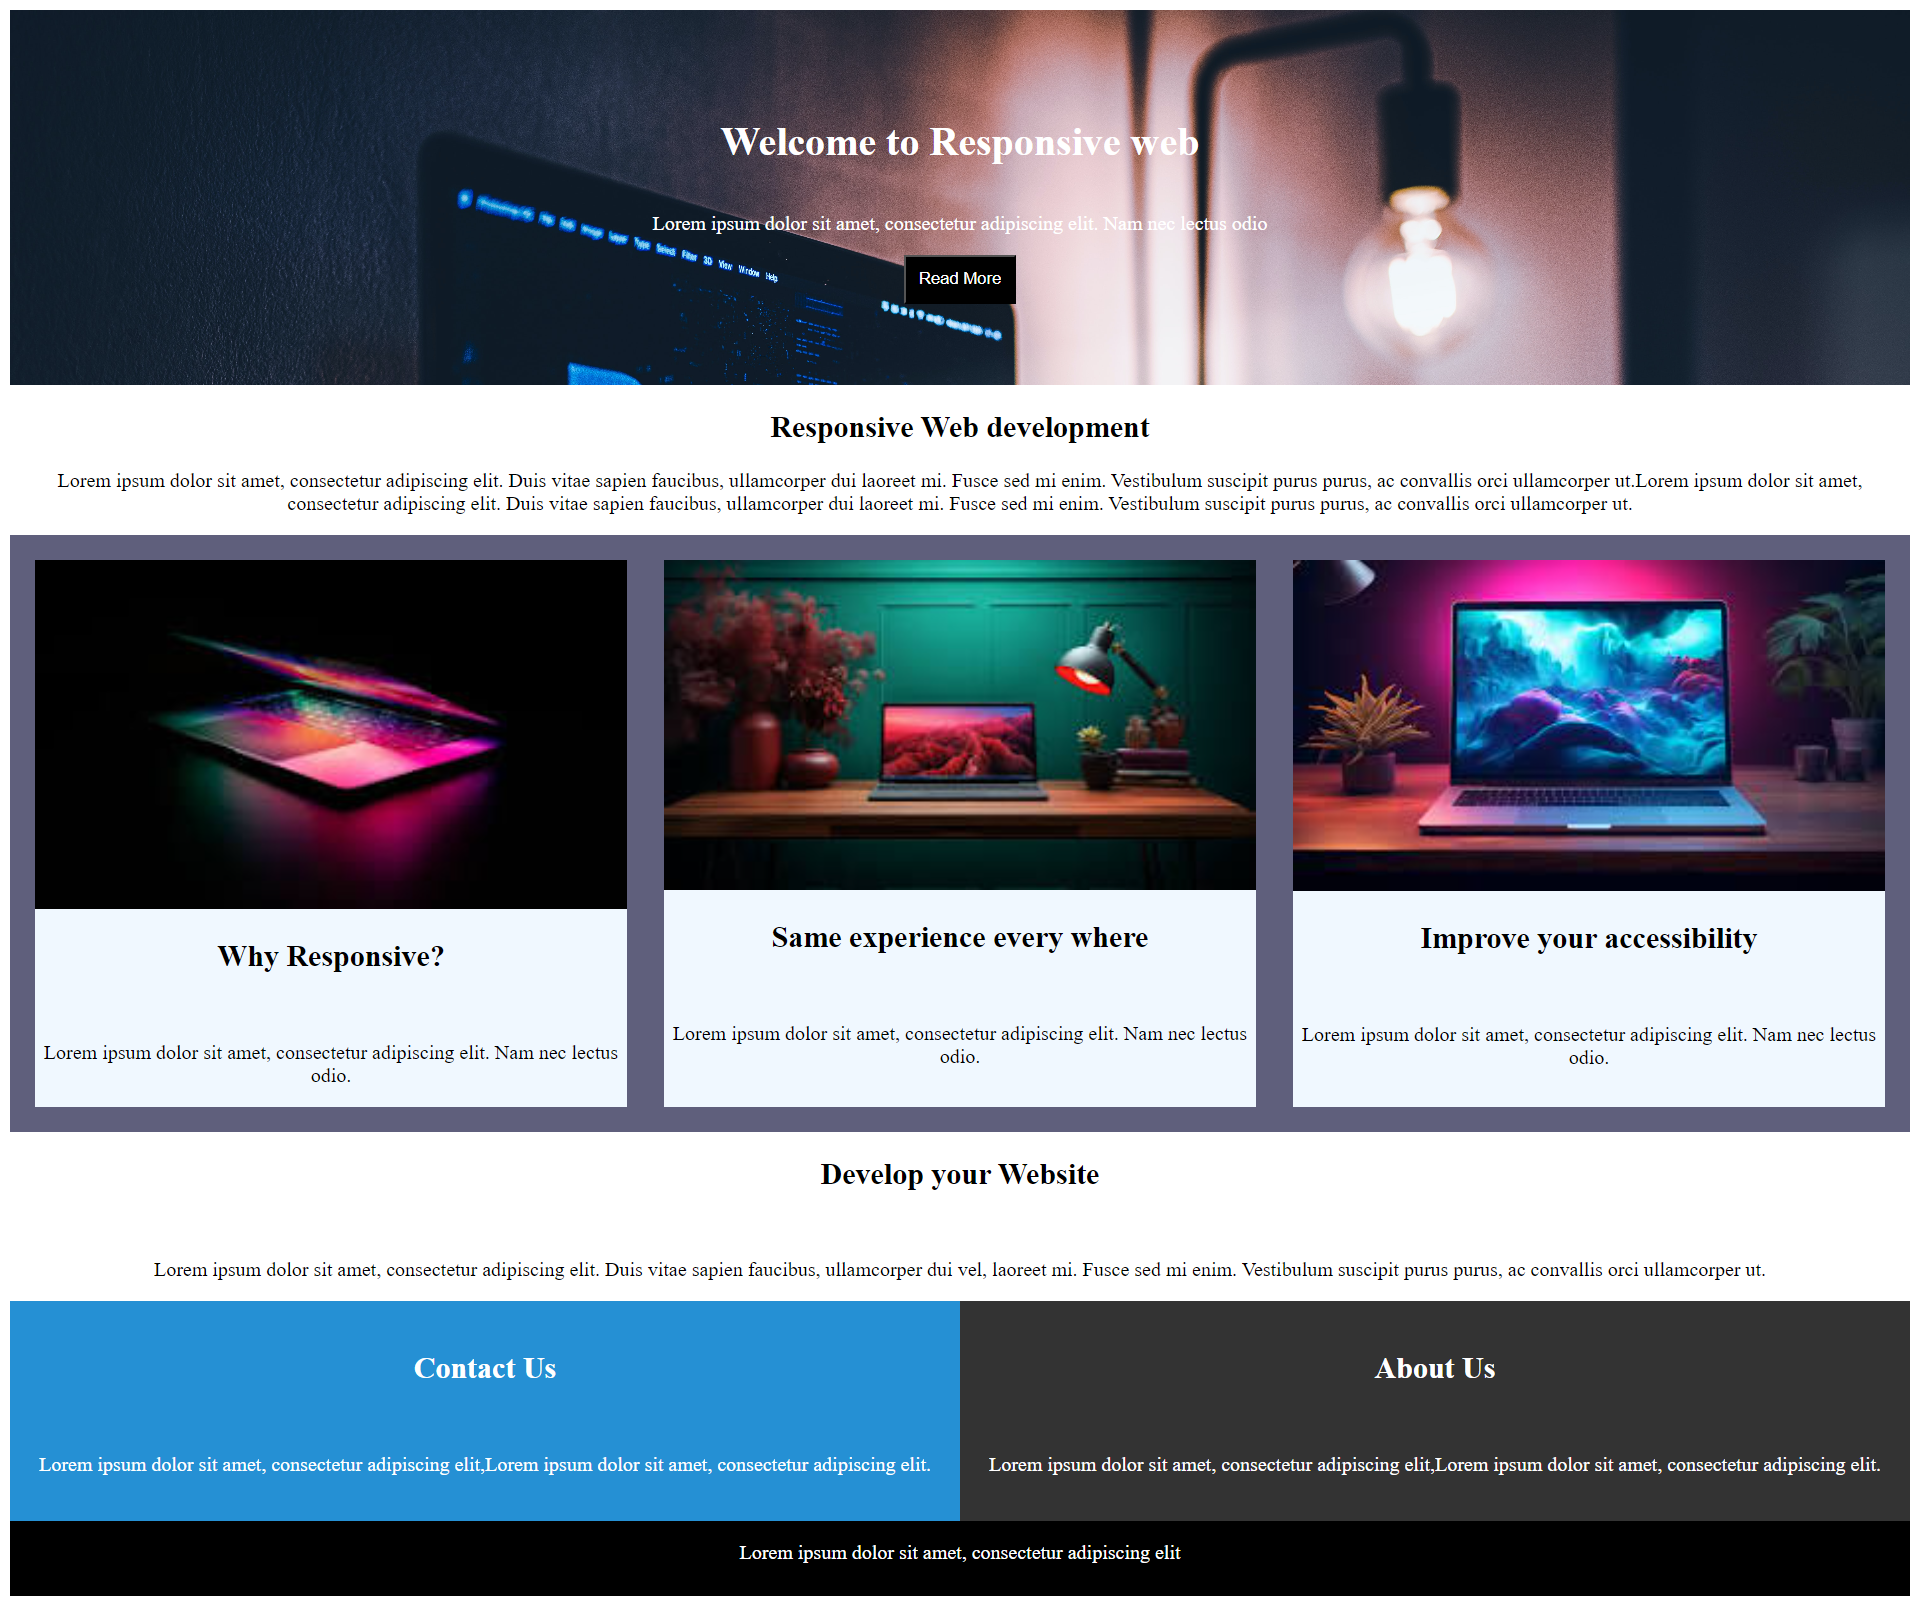 Welcome to Responsive web
Lorem ipsum dolor sit amet, consectetur adipiscing elit. Nam nec lectus odio
Type Select Filter 3D View Window Help
Read More
Responsive Web development
Lorem ipsum dolor sit amet, consectetur adipiscing elit. Duis vitae sapien faucibus, ullamcorper dui laoreet mi. Fusce sed mi enim. Vestibulum suscipit purus purus, ac convallis orci ullamcorper ut.Lorem ipsum dolor sit amet,
consectetur adipiscing elit. Duis vitae sapien faucibus, ullamcorper dui laoreet mi. Fusce sed mi enim. Vestibulum suscipit purus purus, ac convallis orci ullamcorper ut.
Why Responsive?
Lorem ipsum dolor sit amet, consectetur adipiscing elit. Nam nec lectus
odio.
Same experience every where
Lorem ipsum dolor sit amet, consectetur adipiscing elit. Nam nec lectus
odio.
Improve your accessibility
Lorem ipsum dolor sit amet, consectetur adipiscing elit. Nam nec lectus
odio.
Develop your Website
Lorem ipsum dolor sit amet, consectetur adipiscing elit. Duis vitae sapien faucibus, ullamcorper dui vel, laoreet mi. Fusce sed mi enim. Vestibulum suscipit purus purus, ac convallis orci ullamcorper ut.
Contact Us
Lorem ipsum dolor sit amet, consectetur adipiscing elit,Lorem ipsum dolor sit amet, consectetur adipiscing elit.
About Us
Lorem ipsum dolor sit amet, consectetur adipiscing elit,Lorem ipsum dolor sit amet, consectetur adipiscing elit.
Lorem ipsum dolor sit amet, consectetur adipiscing elit